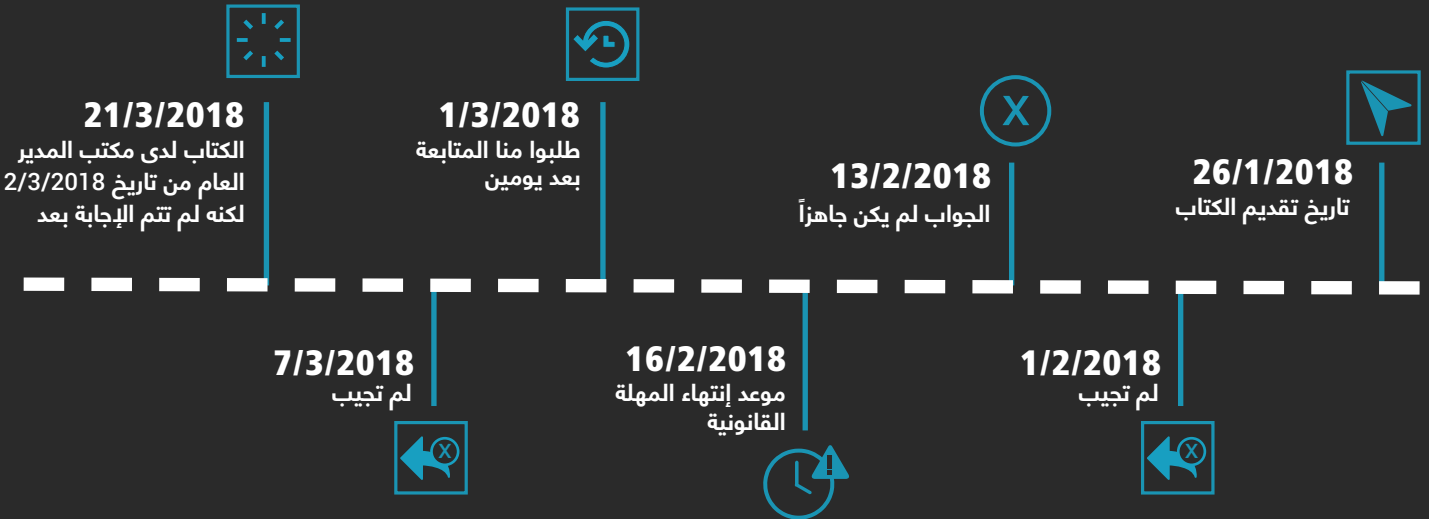 26/1/2018
تاريخ تقديم الكتاب
1/2/2018
لم تجيب
X
X
13/2/2018
الجواب لم يكن جاهزاً
16/2/2018
موعد إنتهاء المهلة
القانونية
1/3/2018
طلبوا منا المتابعة
بعد يومين
7/3/2018
لم تجيب
X
21/3/2018
الكتاب لدى مكتب المدير
العام من تاريخ 2/3/2018
لكنه لم تتم الإجابة بعد